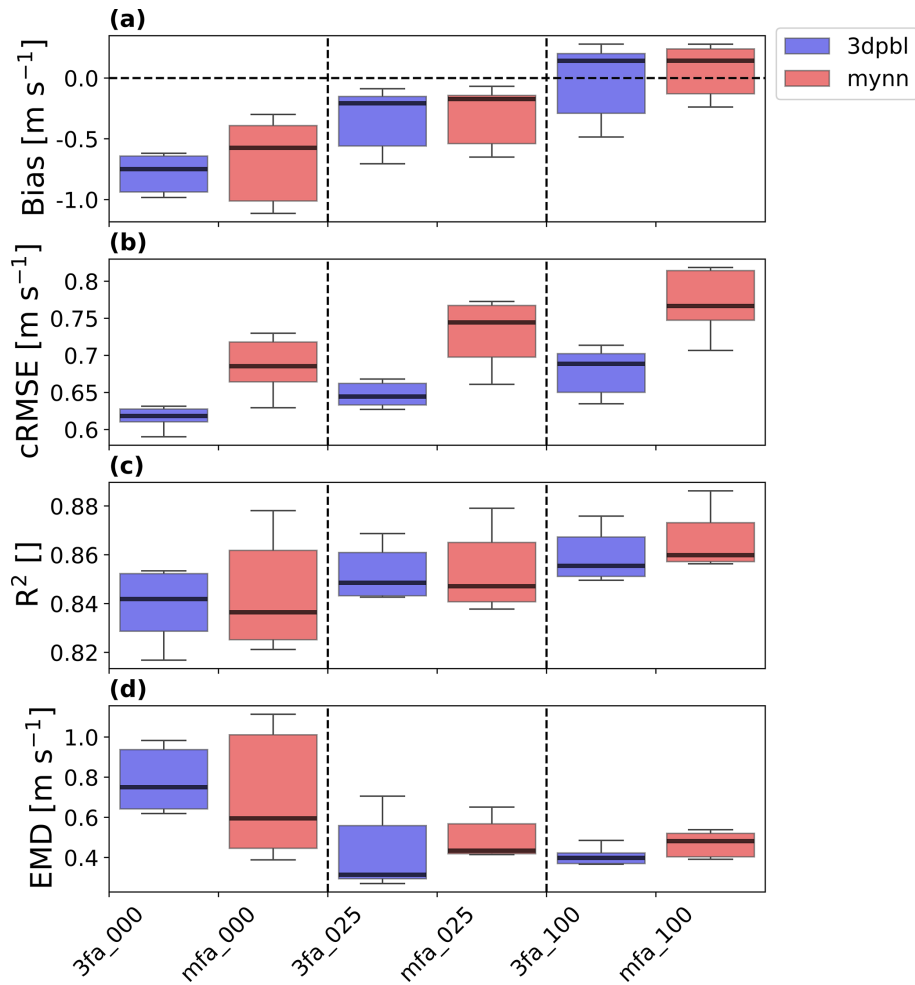 (a)
3dpbl
mynn
Bias [m s⁻¹]
0.0
-0.5
-1.0
(b)
cRMSE [m s⁻¹]
0.8
0.75
0.7
0.65
0.6
(c)
R² []
0.88
0.86
0.84
0.82
(d)
EMD [m s⁻¹]
1.0
0.8
0.6
0.4
3fa_000
mfa_000
3fa_025
mfa_025
3fa_100
mfa_100